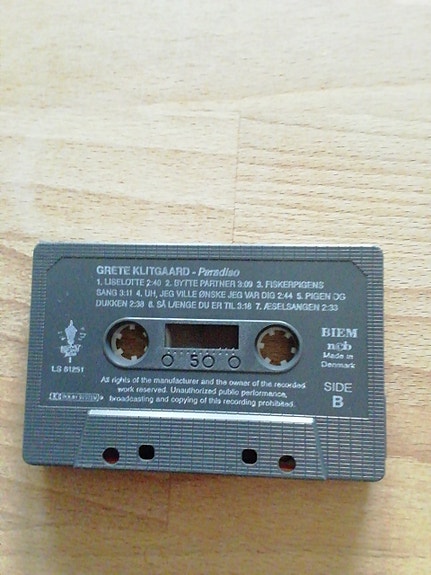 GRETE KLITGAARD - Paradiso
1. LISELOTTE 2:40 2. BYTTE PARTNER 3:09 3. FISKERPIGENS
SANG 3:11 4. UH, JEG VILLE ØNSKE JEG VAR DIG 2:44 5. PIGEN OG
DUKKEN 2:38 6. SÅ LÆNGE DU ER TIL 3:18 7. ÆSELSANGEN 2:33
BIEM
n©b
Made in
Denmark
50
LS 81251
SIDE
B
All rights of the manufacturer and the owner of the recorded
work reserved. Unauthorized public performance,
broadcasting and copying of this recording prohibited.